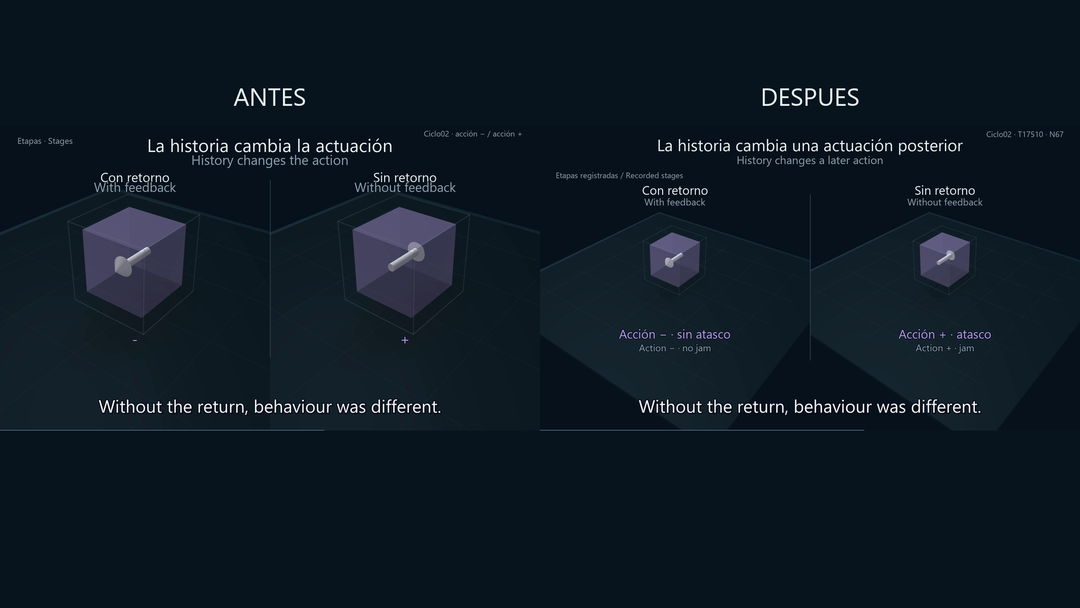 ANTES
Etapas · Stages
Ciclo02 · acción − / acción +
La historia cambia la actuación
History changes the action
Con retorno
With feedback
Sin retorno
Without feedback
-
+
Without the return, behaviour was different.
DESPUES
Ciclo02 · T17510 · N67
La historia cambia una actuación posterior
History changes a later action
Etapas registradas / Recorded stages
Con retorno
With feedback
Sin retorno
Without feedback
Acción − · sin atasco
Action − · no jam
Acción + · atasco
Action + · jam
Without the return, behaviour was different.